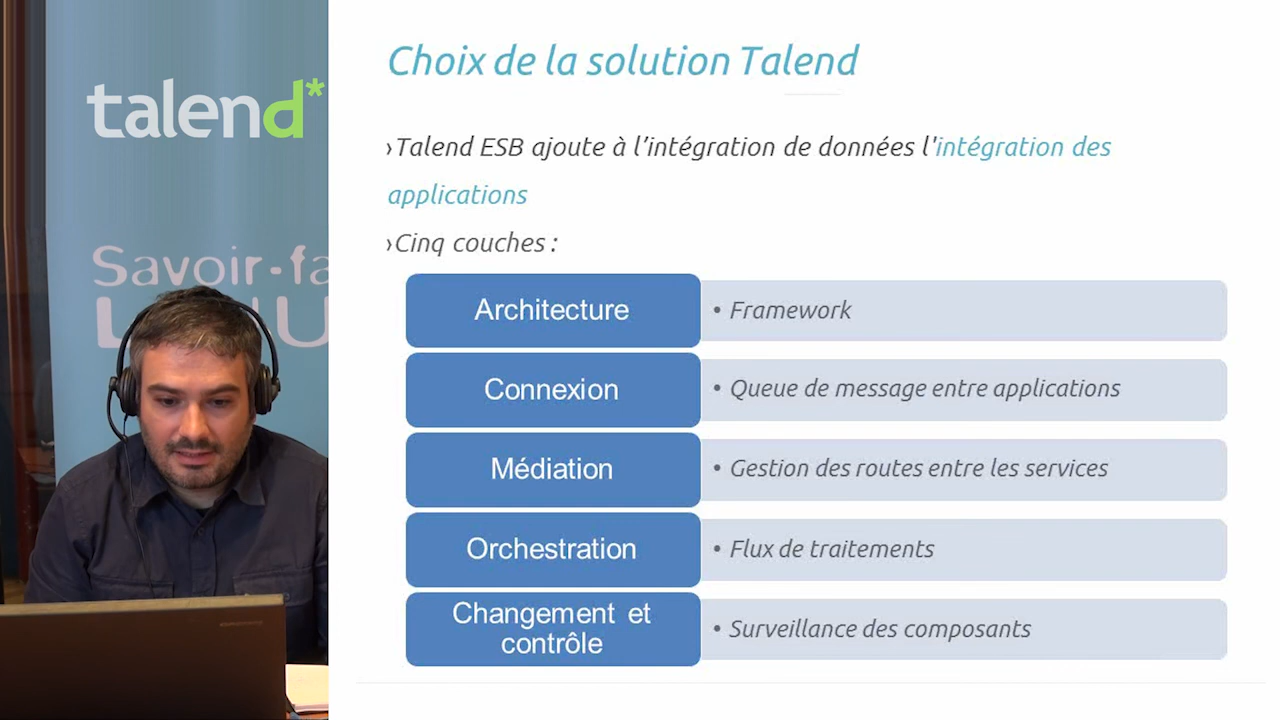 talend*
Savoir-fa
Choix de la solution Talend
›Talend ESB ajoute à l'intégration de données l'intégration des
applications
›Cinq couches :
Architecture
• Framework
Connexion
• Queue de message entre applications
Médiation
• Gestion des routes entre les services
Orchestration
• Flux de traitements
Changement et
contrôle
• Surveillance des composants